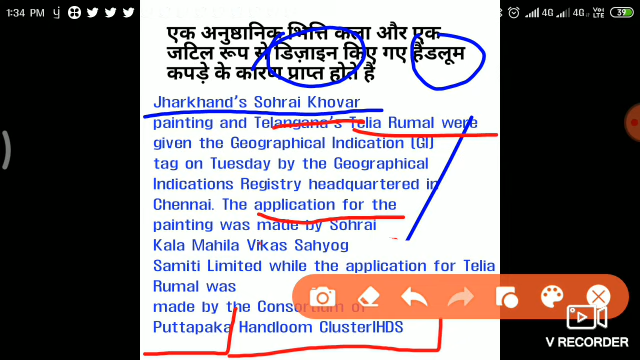 1:34 PM
4G 4G VoLTE 39
एक अनुष्ठानिक भित्ति कला और एक
जटिल रूप से डिज़ाइन किए गए हैंडलूम
कपड़े के कारण प्राप्त होते हैं
Jharkhand's Sohrai Khovar
painting and Telangana's Telia Rumal were
given the Geographical Indication (GI)
tag on Tuesday by the Geographical
Indications Registry headquartered in
Chennai. The application for the
painting was made by Sohrai
Kala Mahila Vikas Sahyog
Samiti Limited while the application for Telia
Rumal was
made by the Consortium of
Puttapaka Handloom ClusterIHDS
V RECORDER